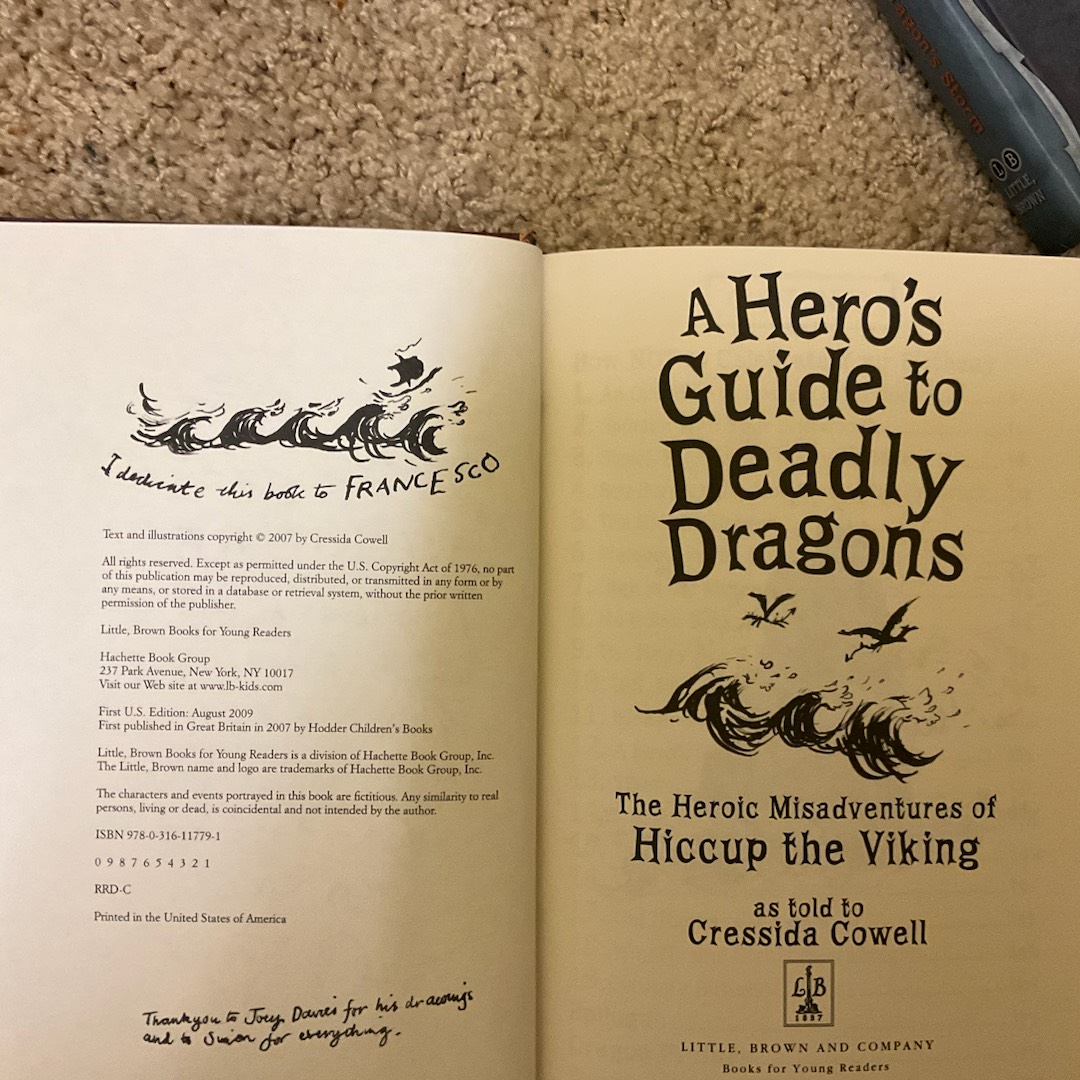 agon's Storm
L B
LITTLE,
BROWN
I dedicate this book to FRANCESCO
Text and illustrations copyright © 2007 by Cressida Cowell
All rights reserved. Except as permitted under the U.S. Copyright Act of 1976, no part
of this publication may be reproduced, distributed, or transmitted in any form or by
any means, or stored in a database or retrieval system, without the prior written
permission of the publisher.
Little, Brown Books for Young Readers
Hachette Book Group
237 Park Avenue, New York, NY 10017
Visit our Web site at www.lb-kids.com
First U.S. Edition: August 2009
First published in Great Britain in 2007 by Hodder Children's Books
Little, Brown Books for Young Readers is a division of Hachette Book Group, Inc.
The Little, Brown name and logo are trademarks of Hachette Book Group, Inc.
The characters and events portrayed in this book are fictitious. Any similarity to real
persons, living or dead, is coincidental and not intended by the author.
ISBN 978-0-316-11779-1
0 9 8 7 6 5 4 3 2 1
RRD-C
Printed in the United States of America
Thankyou to Joey Davies for his drawings
and to Simon for everything.
A Hero's
Guide to
Deadly
Dragons
The Heroic Misadventures of
Hiccup the Viking
as told to
Cressida Cowell
L B
1837
LITTLE, BROWN AND COMPANY
Books for Young Readers